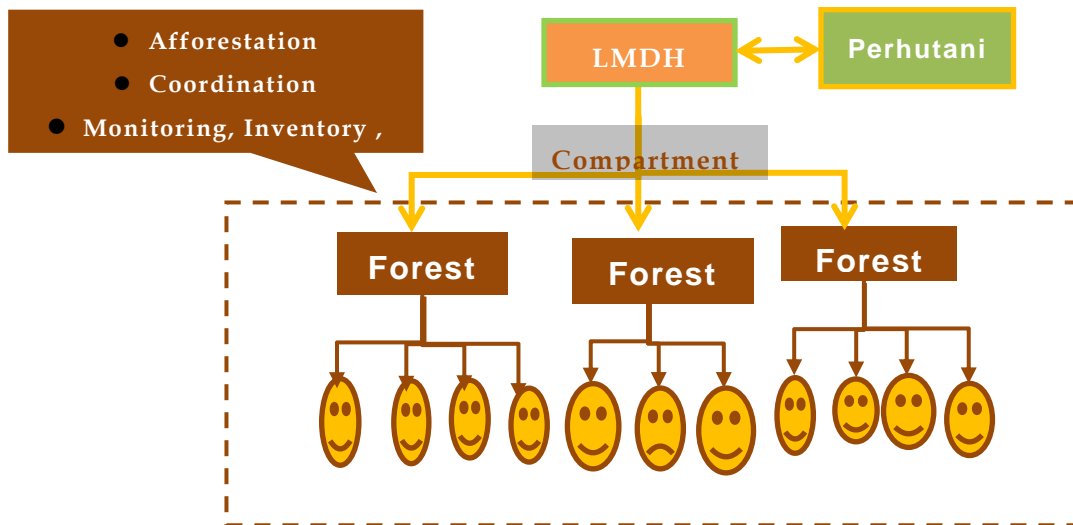 Afforestation
Coordination
Monitoring, Inventory ,
LMDH
Perhutani
Compartment
Forest
Forest
Forest